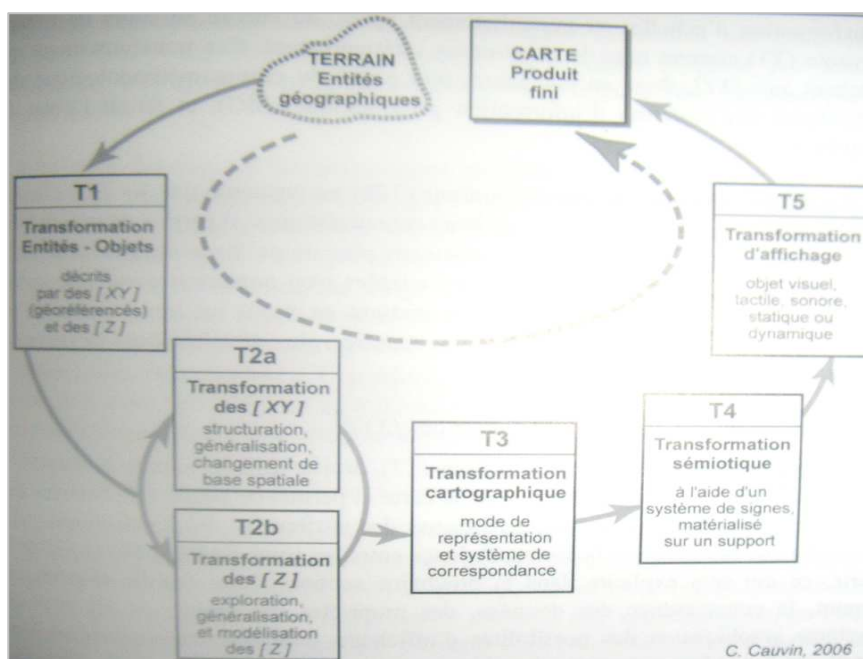 TERRAIN
Entités
géographiques
CARTE
Produit
fini
T1
Transformation
Entités - Objets
décrits
par des [XY]
(géoréférencés)
et des [Z]
T2a
Transformation
des [XY]
structuration,
généralisation,
changement de
base spatiale
T2b
Transformation
des [Z]
exploration,
généralisation,
et modélisation
des [Z]
T3
Transformation
cartographique
mode de
représentation
et système de
correspondance
T4
Transformation
sémiotique
à l'aide d'un
système de signes,
matérialisé
sur un support
T5
Transformation
d'affichage
objet visuel,
tactile, sonore,
statique ou
dynamique
C. Cauvin, 2006